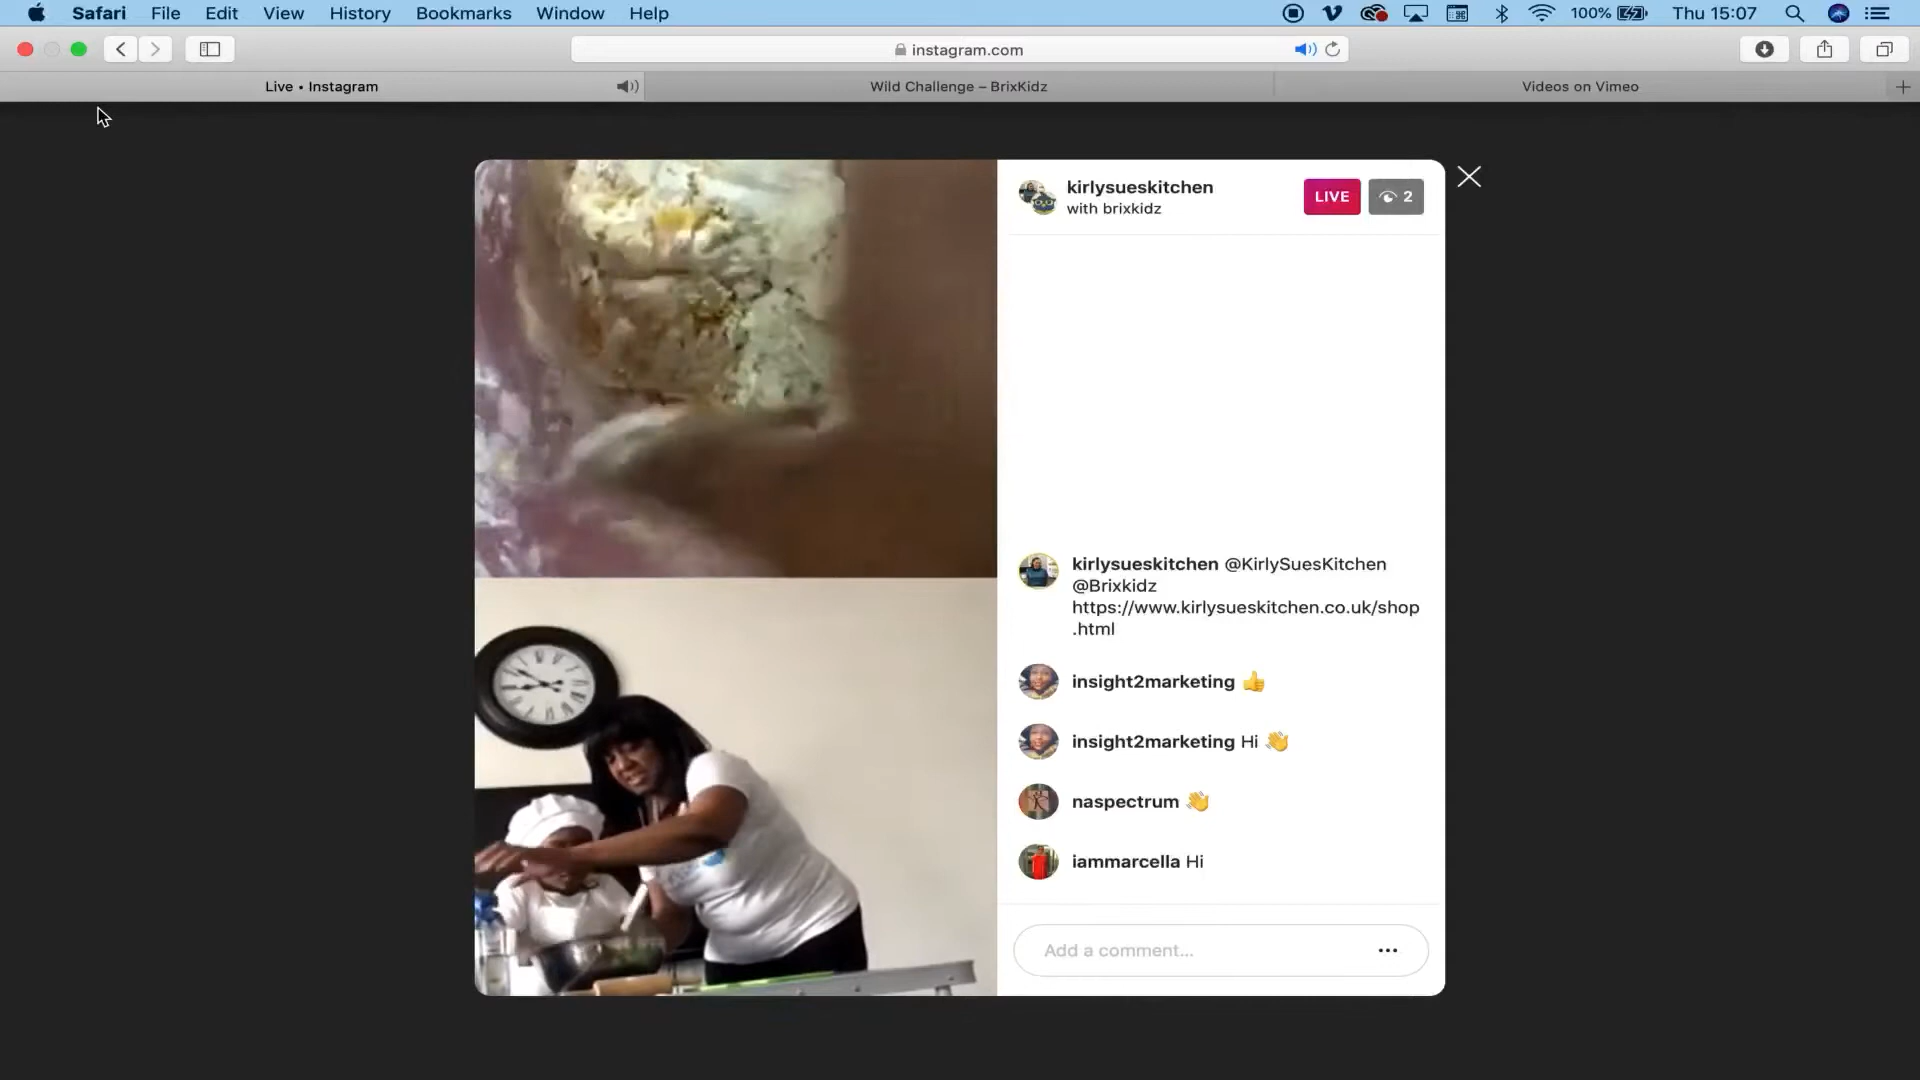 Safari File Edit View History Bookmarks Window Help 100% Thu 15:07
instagram.com
Live • Instagram Wild Challenge – BrixKidz Videos on Vimeo
kirlysueskitchen
with brixkidz
LIVE 2
kirlysueskitchen @KirlySuesKitchen
@Brixkidz
https://www.kirlysueskitchen.co.uk/shop
.html
insight2marketing 👍
insight2marketing Hi 👋
naspectrum 👋
iammarcella Hi
Add a comment...